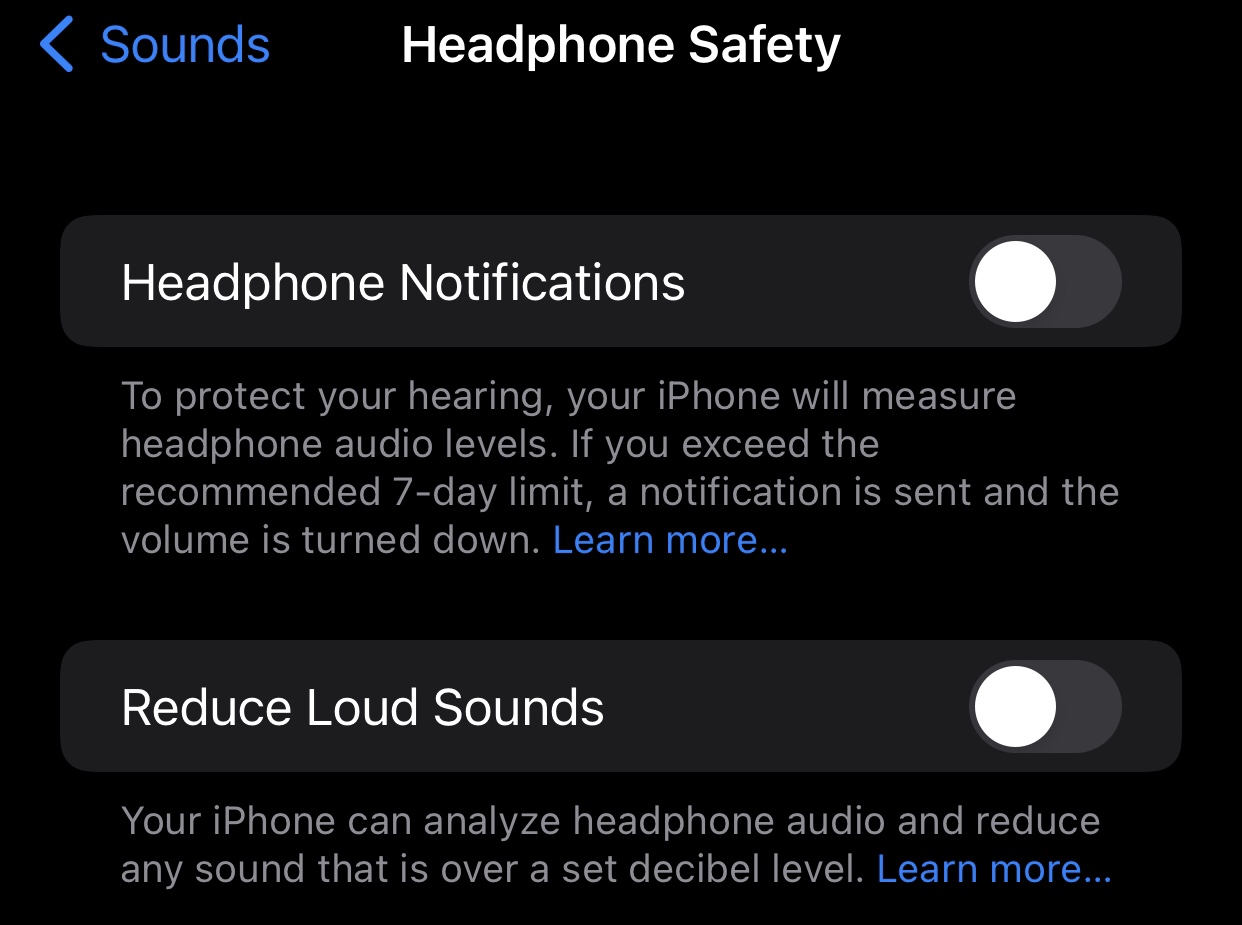 Sounds
Headphone Safety
Headphone Notifications
To protect your hearing, your iPhone will measure
headphone audio levels. If you exceed the
recommended 7-day limit, a notification is sent and the
volume is turned down. Learn more...
Reduce Loud Sounds
Your iPhone can analyze headphone audio and reduce
any sound that is over a set decibel level. Learn more...